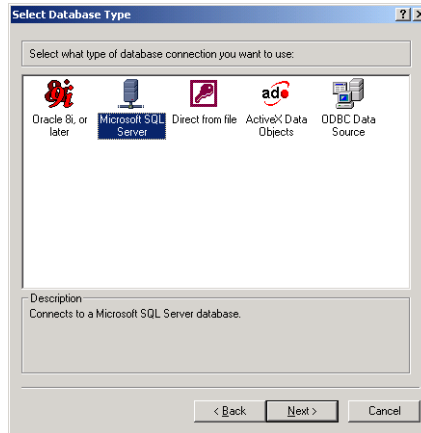 Select Database Type
Select what type of database connection you want to use:
8i ado
Oracle 8i, or Microsoft SQL Direct from file ActiveX Data ODBC Data
later Server Objects Source
Description
Connects to a Microsoft SQL Server database.
< Back Next > Cancel